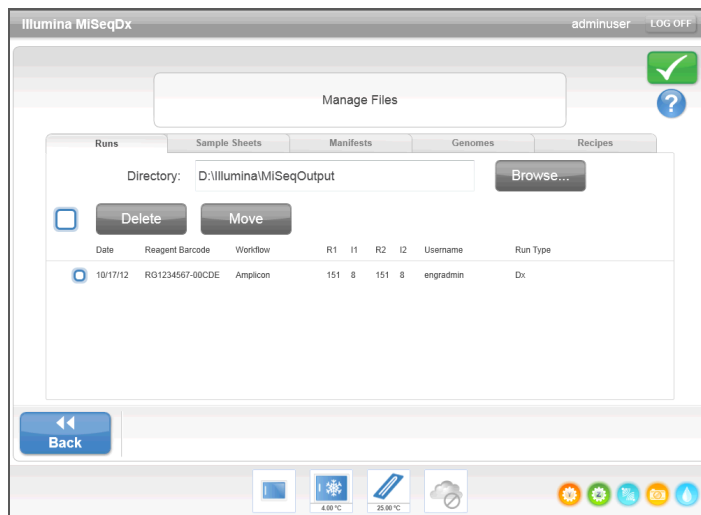 Illumina MiSeqDx adminuser LOG OFF
Manage Files
Runs Sample Sheets Manifests Genomes Recipes
Directory: D:\Illumina\MiSeqOutput Browse...
Delete Move
Date Reagent Barcode Workflow R1 I1 R2 I2 Username Run Type
10/17/12 RG1234567-00CDE Amplicon 151 8 151 8 engradmin Dx
Back
4.00 °C 25.00 °C